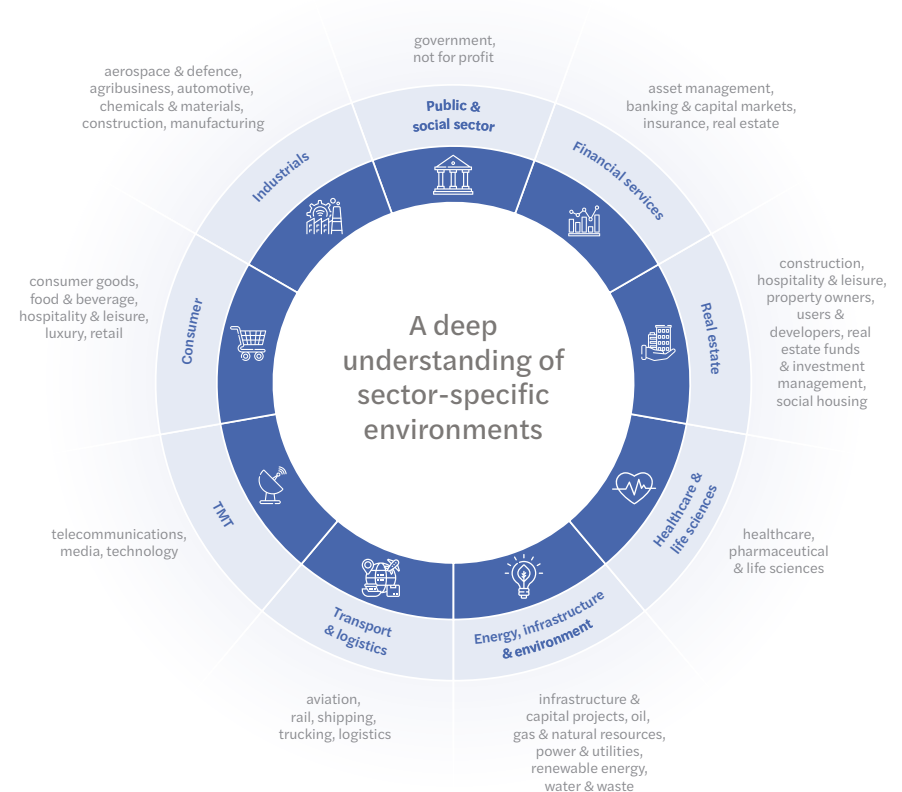 government,
not for profit
Public &
social sector
asset management,
banking & capital markets,
insurance, real estate
Financial services
construction,
hospitality & leisure,
property owners,
users &
developers, real
estate funds
& investment
management,
social housing
Real estate
healthcare,
pharmaceutical
& life sciences
Healthcare &
life sciences
infrastructure &
capital projects, oil,
gas & natural resources,
power & utilities,
renewable energy,
water & waste
Energy, infrastructure
& environment
aviation,
rail, shipping,
trucking, logistics
Transport
& logistics
telecommunications,
media, technology
TMT
consumer goods,
food & beverage,
hospitality & leisure,
luxury, retail
Consumer
aerospace & defence,
agribusiness, automotive,
chemicals & materials,
construction, manufacturing
Industrials
A deep
understanding of
sector-specific
environments